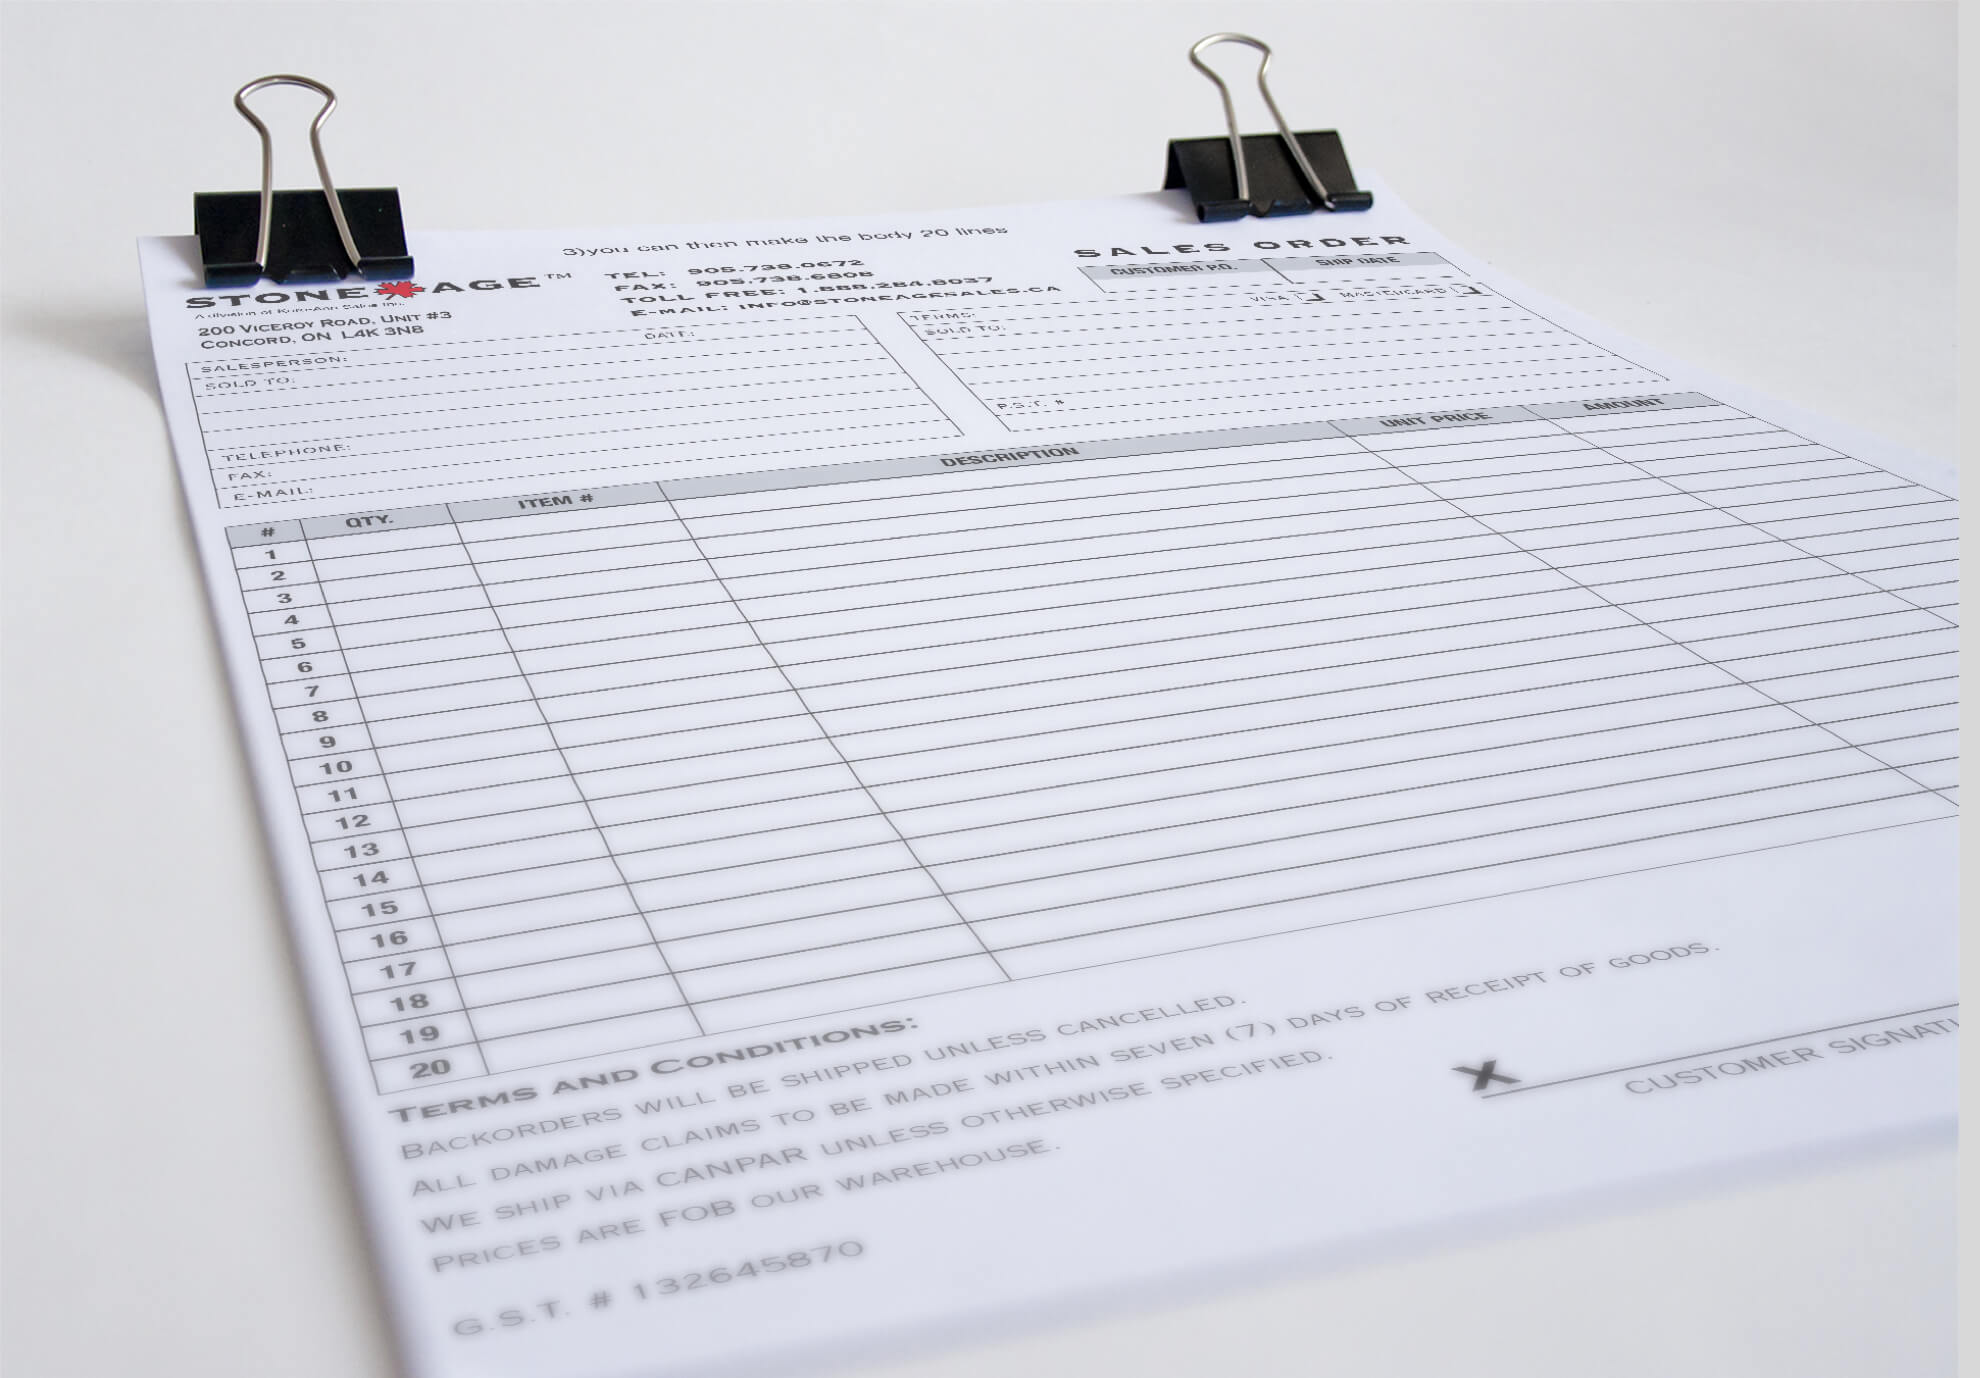 3)you can then make the body 20 lines
STONE AGE™
200 VICEROY ROAD, UNIT #3
CONCORD, ON L4K 3N8
TEL: 905.738.0672
FAX: 905.738.6808
TOLL FREE: 1.888.284.8037
E-MAIL: INFO@STONEAGESALES.CA
SALES ORDER
CUSTOMER P.O. SHIP DATE
VISA MASTERCARD
SALESPERSON: DATE:
SOLD TO:
TELEPHONE:
FAX:
E-MAIL:
TERMS:
SOLD TO:
P.S.T. #
# QTY. ITEM # DESCRIPTION UNIT PRICE AMOUNT
1
2
3
4
5
6
7
8
9
10
11
12
13
14
15
16
17
18
19
20
TERMS AND CONDITIONS:
BACKORDERS WILL BE SHIPPED UNLESS CANCELLED.
ALL DAMAGE CLAIMS TO BE MADE WITHIN SEVEN (7) DAYS OF RECEIPT OF GOODS.
WE SHIP VIA CANPAR UNLESS OTHERWISE SPECIFIED.
PRICES ARE FOB OUR WAREHOUSE.
G.S.T. # 132645870
X
CUSTOMER